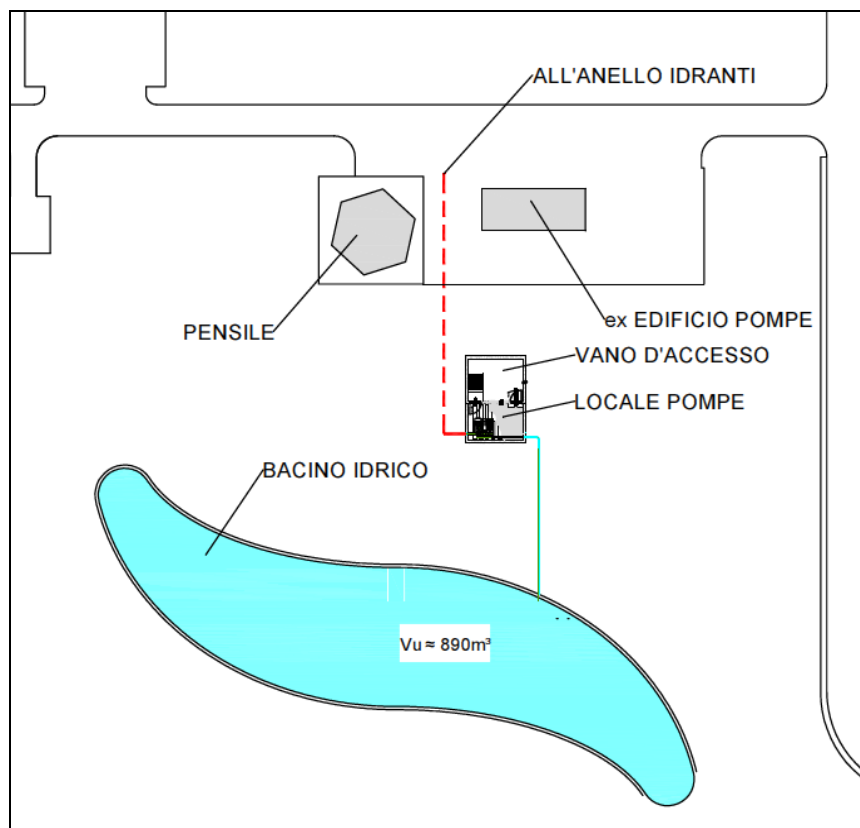 ALL'ANELLO IDRANTI
PENSILE
ex EDIFICIO POMPE
VANO D'ACCESSO
LOCALE POMPE
BACINO IDRICO
Vu ≈ 890m³